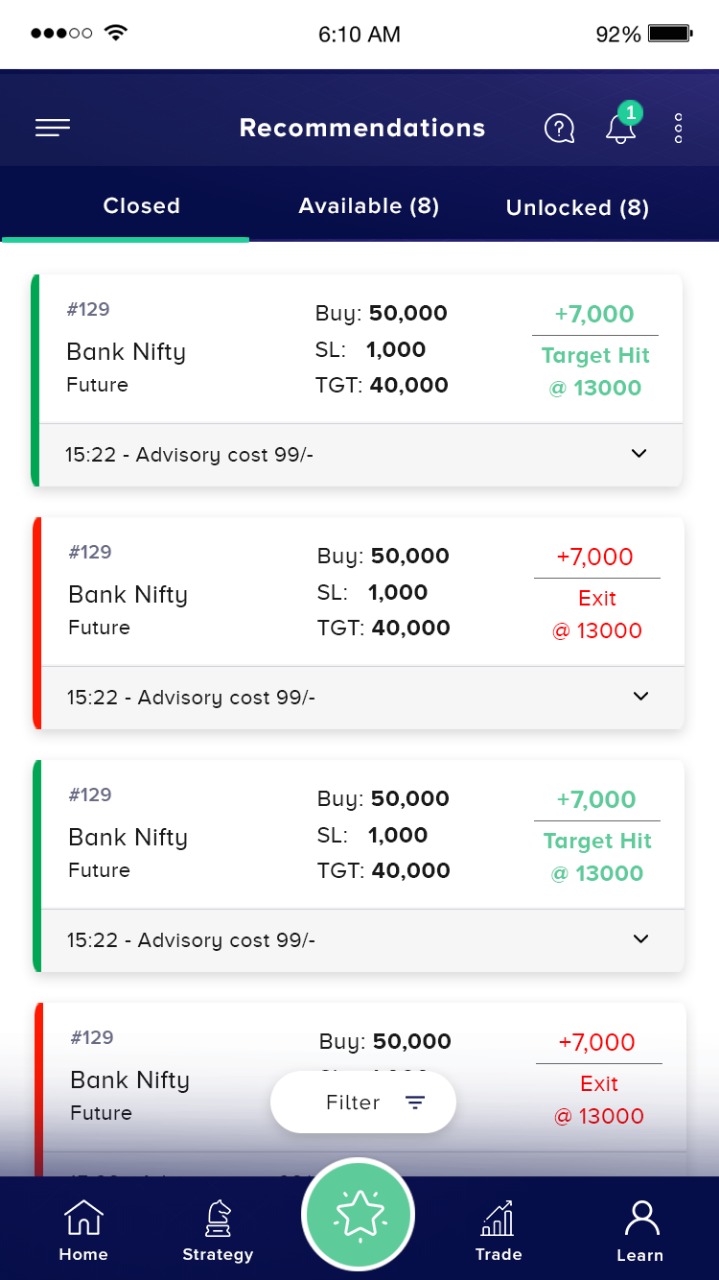 6:10 AM
92%
Recommendations
1
Closed
Available (8)
Unlocked (8)
#129
Bank Nifty
Future
Buy: 50,000
SL: 1,000
TGT: 40,000
+7,000
Target Hit
@ 13000
15:22 - Advisory cost 99/-
#129
Bank Nifty
Future
Buy: 50,000
SL: 1,000
TGT: 40,000
+7,000
Exit
@ 13000
15:22 - Advisory cost 99/-
#129
Bank Nifty
Future
Buy: 50,000
SL: 1,000
TGT: 40,000
+7,000
Target Hit
@ 13000
15:22 - Advisory cost 99/-
#129
Bank Nifty
Future
Buy: 50,000
+7,000
Exit
@ 13000
Filter
Home
Strategy
Trade
Learn